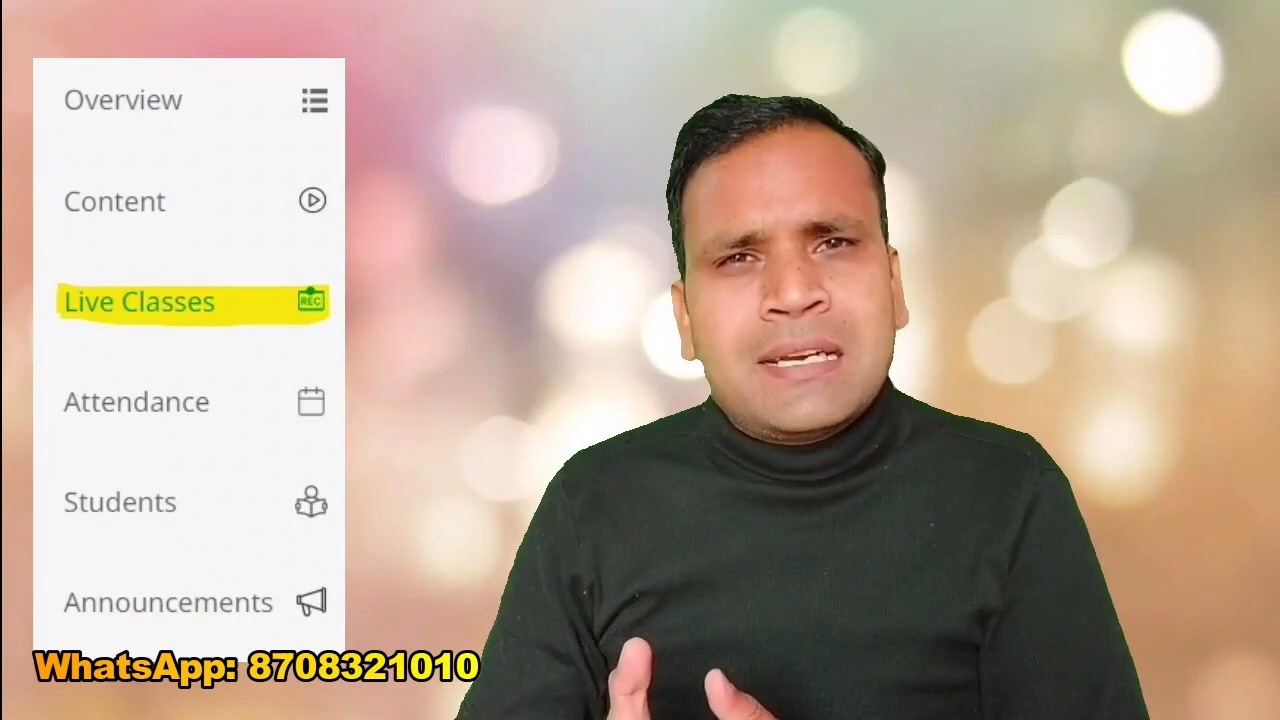 Overview
Content
Live Classes
REC
Attendance
Students
Announcements
WhatsApp: 8708321010